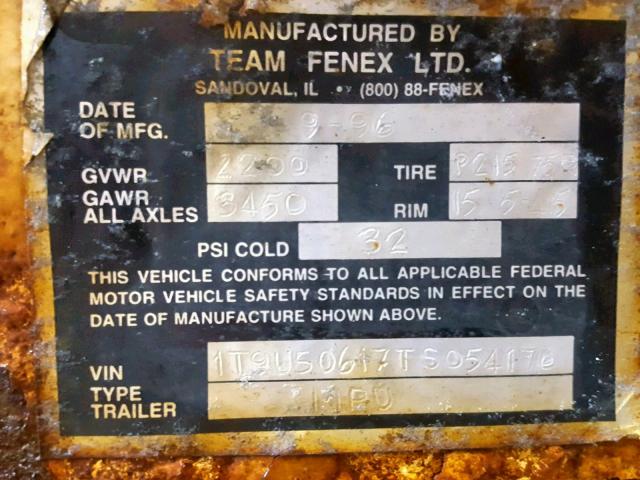 MANUFACTURED BY
TEAM FENEX LTD.
SANDOVAL, IL • (800) 88-FENEX
DATE OF MFG. 9-96
GVWR 2200 TIRE
GAWR ALL AXLES 3450 RIM
PSI COLD 32
THIS VEHICLE CONFORMS TO ALL APPLICABLE FEDERAL
MOTOR VEHICLE SAFETY STANDARDS IN EFFECT ON THE
DATE OF MANUFACTURE SHOWN ABOVE.
VIN
TYPE TRAILER